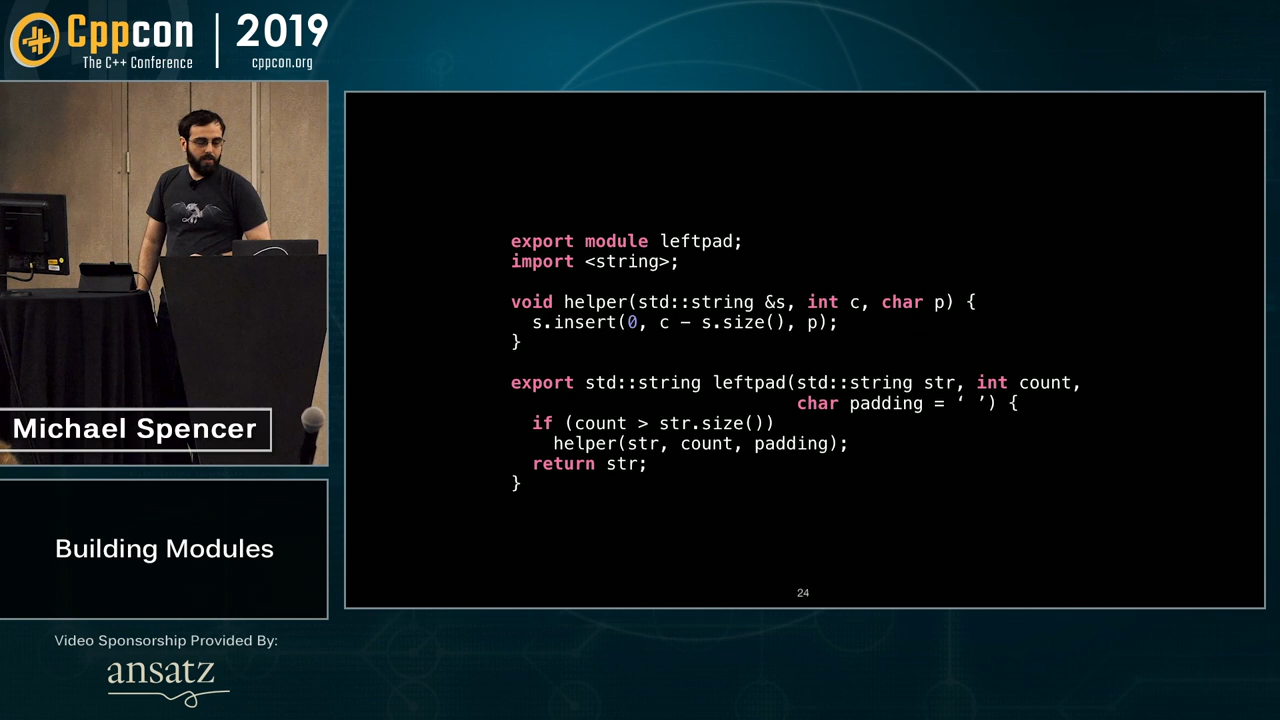 Cppcon
The C++ Conference
2019
cppcon.org
Michael Spencer
Building Modules
Video Sponsorship Provided By:
ansatz
export module leftpad;
import <string>;
void helper(std::string &s, int c, char p) {
  s.insert(0, c – s.size(), p);
}
export std::string leftpad(std::string str, int count,
                           char padding = ‘ ’) {
  if (count > str.size())
    helper(str, count, padding);
  return str;
}
24